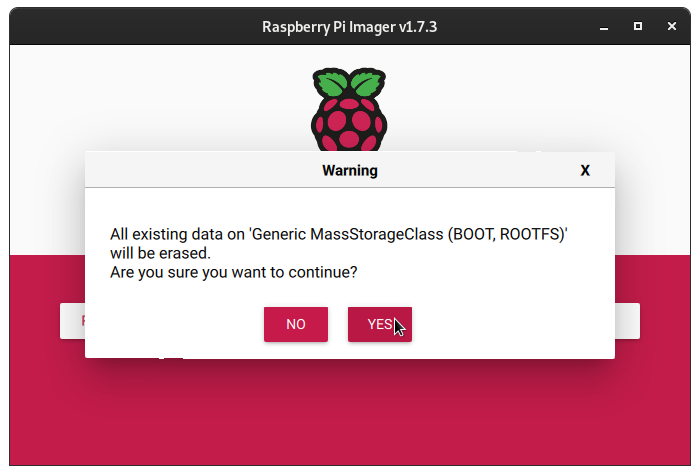 Raspberry Pi Imager v1.7.3
Warning
X
All existing data on 'Generic MassStorageClass (BOOT, ROOTFS)'
will be erased.
Are you sure you want to continue?
NO
YES